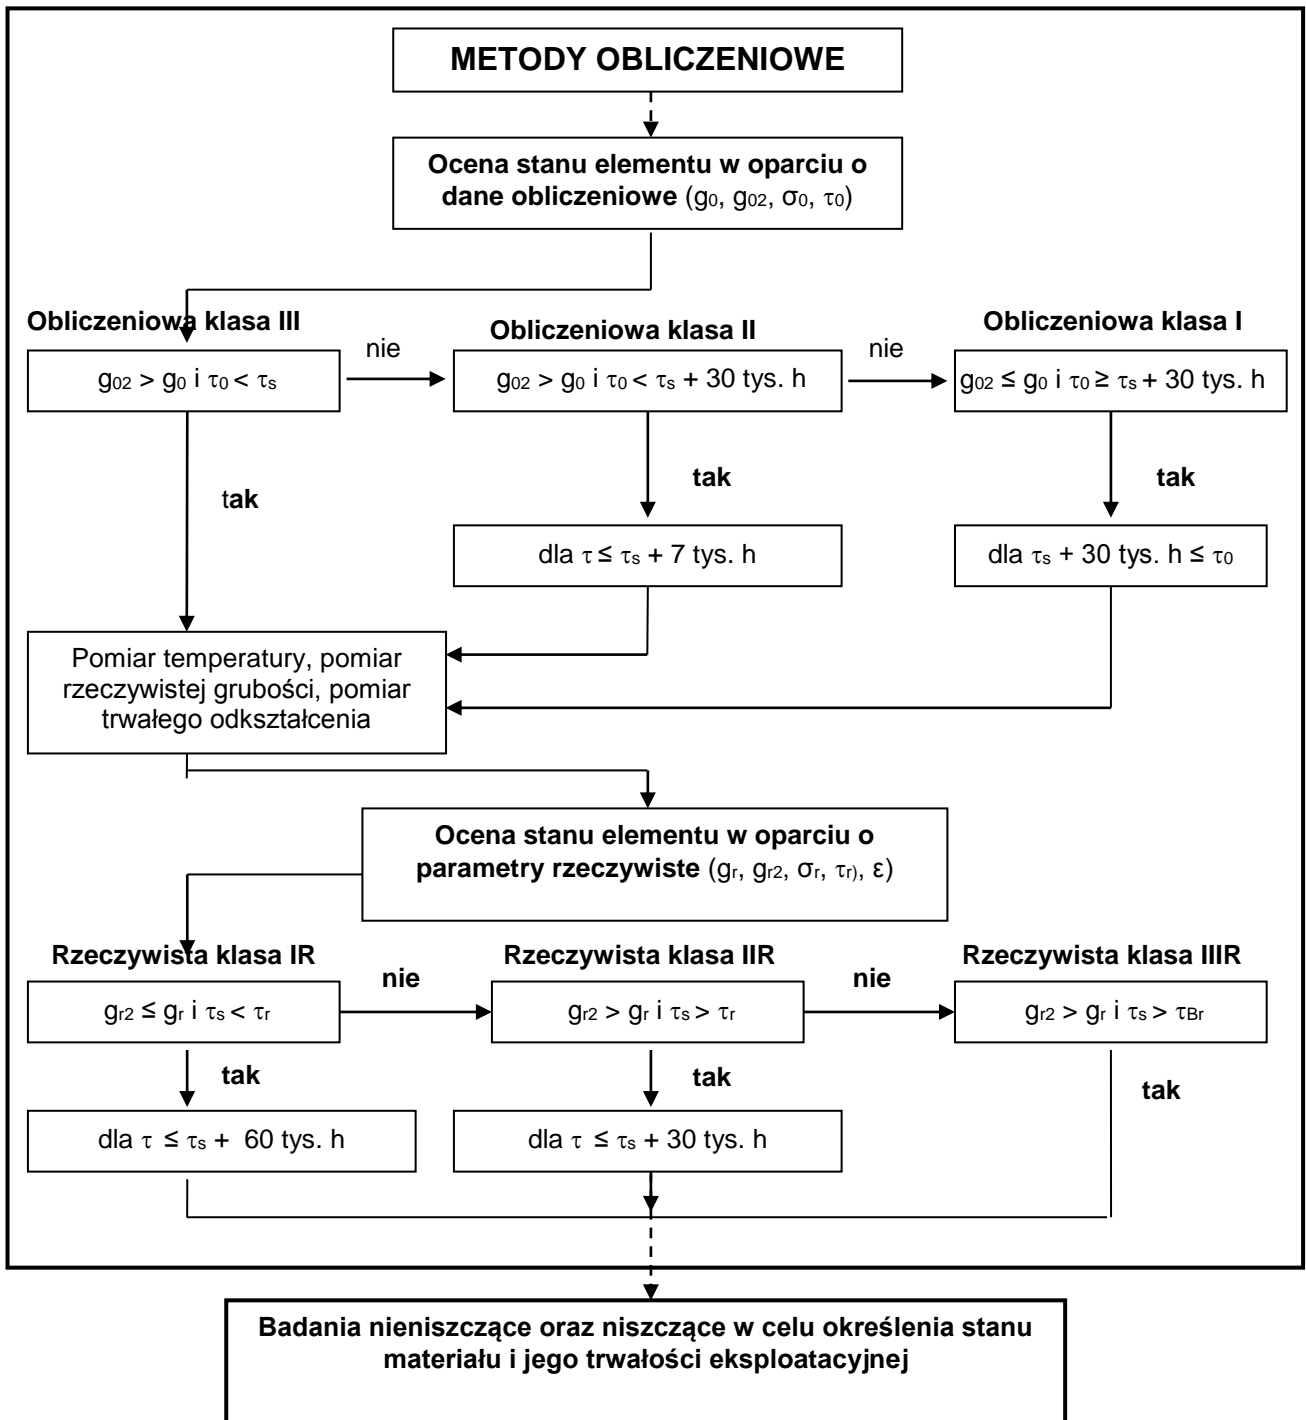 METODY OBLICZENIOWE
Ocena stanu elementu w oparciu o
dane obliczeniowe (g₀, g₀₂, σ₀, τ₀)
Obliczeniowa klasa III
Obliczeniowa klasa II
Obliczeniowa klasa I
g₀₂ > g₀ i τ₀ < τₛ
nie
g₀₂ > g₀ i τ₀ < τₛ + 30 tys. h
nie
g₀₂ ≤ g₀ i τ₀ ≥ τₛ + 30 tys. h
tak
tak
tak
dla τ ≤ τₛ + 7 tys. h
dla τₛ + 30 tys. h ≤ τ₀
Pomiar temperatury, pomiar
rzeczywistej grubości, pomiar
trwałego odkształcenia
Ocena stanu elementu w oparciu o
parametry rzeczywiste (gᵣ, gᵣ₂, σᵣ, τᵣ₎, ε)
Rzeczywista klasa IR
Rzeczywista klasa IIR
Rzeczywista klasa IIIR
gᵣ₂ ≤ gᵣ i τₛ < τᵣ
nie
gᵣ₂ > gᵣ i τₛ > τᵣ
nie
gᵣ₂ > gᵣ i τₛ > τBr
tak
tak
tak
dla τ ≤ τₛ + 60 tys. h
dla τ ≤ τₛ + 30 tys. h
Badania nieniszczące oraz niszczące w celu określenia stanu
materiału i jego trwałości eksploatacyjnej